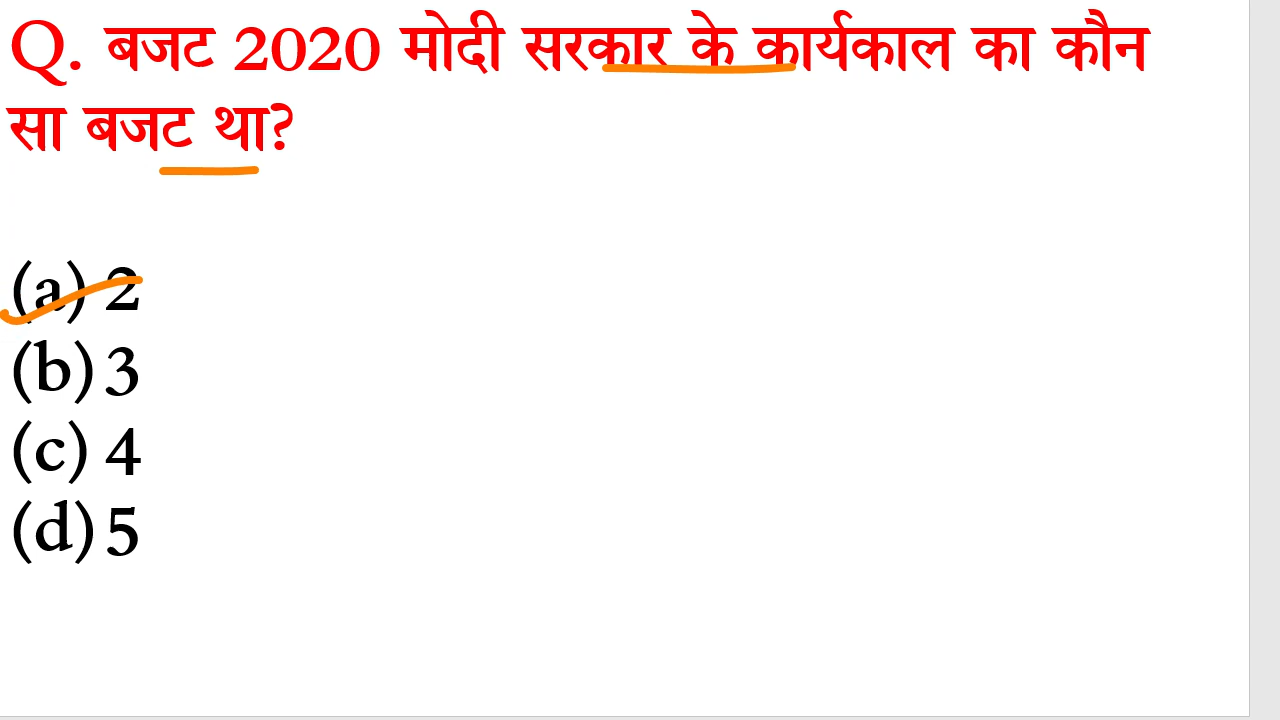 Q. बजट 2020 मोदी सरकार के कार्यकाल का कौन
सा बजट था?
(a) 2
(b) 3
(c) 4
(d) 5